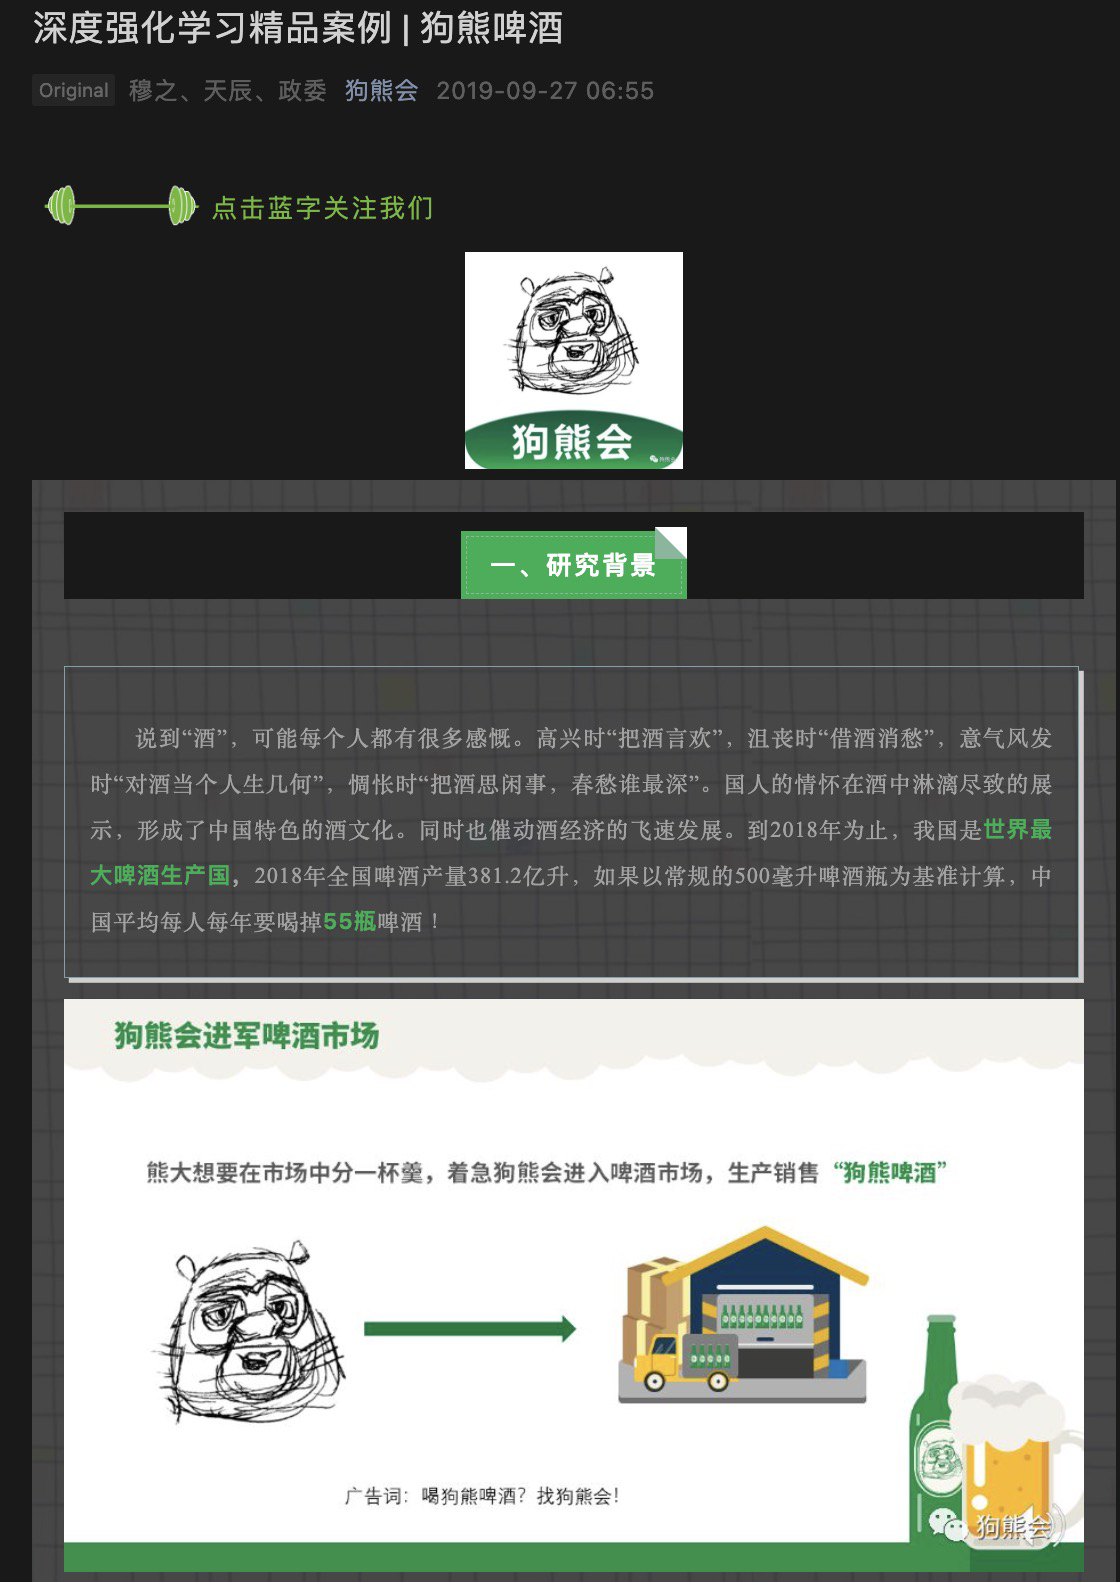 深度强化学习精品案例 | 狗熊啤酒
Original 穆之、天辰、政委 狗熊会 2019-09-27 06:55
点击蓝字关注我们
狗熊会
一、研究背景
说到“酒”，可能每个人都有很多感慨。高兴时“把酒言欢”，沮丧时“借酒消愁”，意气风发
时“对酒当个人生几何”，惆怅时“把酒思闲事，春愁谁最深”。国人的情怀在酒中淋漓尽致的展
示，形成了中国特色的酒文化。同时也催动酒经济的飞速发展。到2018年为止，我国是世界最
大啤酒生产国，2018年全国啤酒产量381.2亿升，如果以常规的500毫升啤酒瓶为基准计算，中
国平均每人每年要喝掉55瓶啤酒！
狗熊会进军啤酒市场
熊大想要在市场中分一杯羹，着急狗熊会进入啤酒市场，生产销售“狗熊啤酒”
广告词：喝狗熊啤酒？找狗熊会！
狗熊会